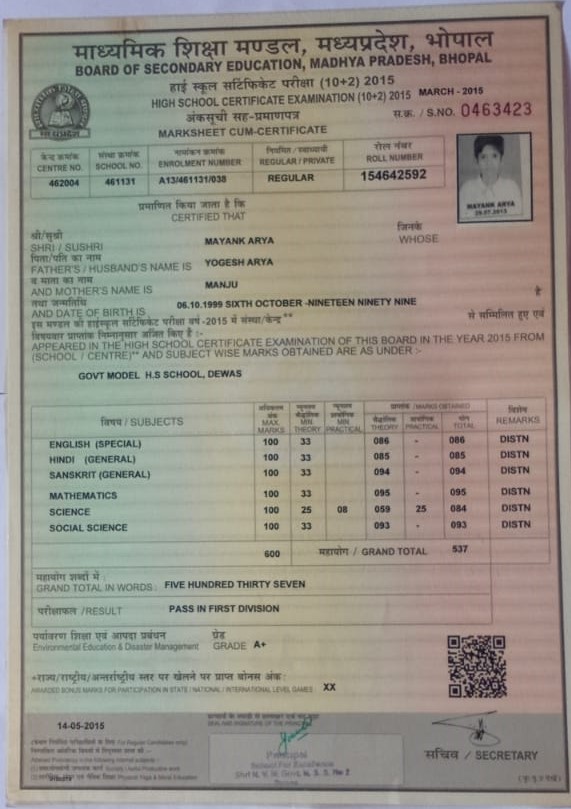 माध्यमिक शिक्षा मण्डल, मध्यप्रदेश, भोपाल
BOARD OF SECONDARY EDUCATION, MADHYA PRADESH, BHOPAL
हाई स्कूल सर्टिफिकेट परीक्षा (10+2) 2015
HIGH SCHOOL CERTIFICATE EXAMINATION (10+2) 2015 MARCH - 2015
अंकसूची सह-प्रमाणपत्र स.क्र. / S.NO. 0463423
MARKSHEET CUM-CERTIFICATE
केन्द्र क्रमांक संस्था क्रमांक नामांकन क्रमांक नियमित / स्वाध्यायी रोल नंबर
CENTRE NO. SCHOOL NO. ENROLMENT NUMBER REGULAR / PRIVATE ROLL NUMBER
462004 461131 A13/461131/038 REGULAR 154642592
MAYANK ARYA
प्रमाणित किया जाता है कि
CERTIFIED THAT
श्री/सुश्री जिनके
SHRI / SUSHRI MAYANK ARYA WHOSE
पिता/पति का नाम
FATHER'S / HUSBAND'S NAME IS YOGESH ARYA
व माता का नाम
AND MOTHER'S NAME IS MANJU
तथा जन्मतिथि है
AND DATE OF BIRTH IS 06.10.1999 SIXTH OCTOBER -NINETEEN NINETY NINE
इस मण्डल की हाईस्कूल सर्टिफिकेट परीक्षा वर्ष -2015 में संस्था/केन्द्र** से सम्मिलित हुए एवं
विषयवार प्राप्तांक निम्नानुसार अर्जित किए है :-
APPEARED IN THE HIGH SCHOOL CERTIFICATE EXAMINATION OF THIS BOARD IN THE YEAR 2015 FROM
(SCHOOL / CENTRE)** AND SUBJECT WISE MARKS OBTAINED ARE AS UNDER :-
GOVT MODEL H.S SCHOOL, DEWAS
विषय / SUBJECTS
अधिकतम अंक MAX. MARKS
न्यूनतम सैद्धांतिक MIN. THEORY
न्यूनतम प्रायोगिक MIN. PRACTICAL
प्राप्तांक / MARKS OBTAINED
सैद्धांतिक THEORY प्रायोगिक PRACTICAL योग TOTAL
विशेष REMARKS
ENGLISH (SPECIAL) 100 33 086 - 086 DISTN
HINDI (GENERAL) 100 33 085 - 085 DISTN
SANSKRIT (GENERAL) 100 33 094 - 094 DISTN
MATHEMATICS 100 33 095 - 095 DISTN
SCIENCE 100 25 08 059 25 084 DISTN
SOCIAL SCIENCE 100 33 093 - 093 DISTN
600 महायोग / GRAND TOTAL 537
महायोग शब्दों में :
GRAND TOTAL IN WORDS : FIVE HUNDRED THIRTY SEVEN
परीक्षाफल /RESULT PASS IN FIRST DIVISION
पर्यावरण शिक्षा एवं आपदा प्रबंधन ग्रेड
Environmental Education & Disaster Management GRADE A+
राज्य/राष्ट्रीय/अन्तर्राष्ट्रीय स्तर पर खेलने पर प्राप्त बोनस अंक:
AWARDED BONUS MARKS FOR PARTICIPATION IN STATE / NATIONAL / INTERNATIONAL LEVEL GAMES XX
14-05-2015
Principal
School For Excellence
सचिव / SECRETARY